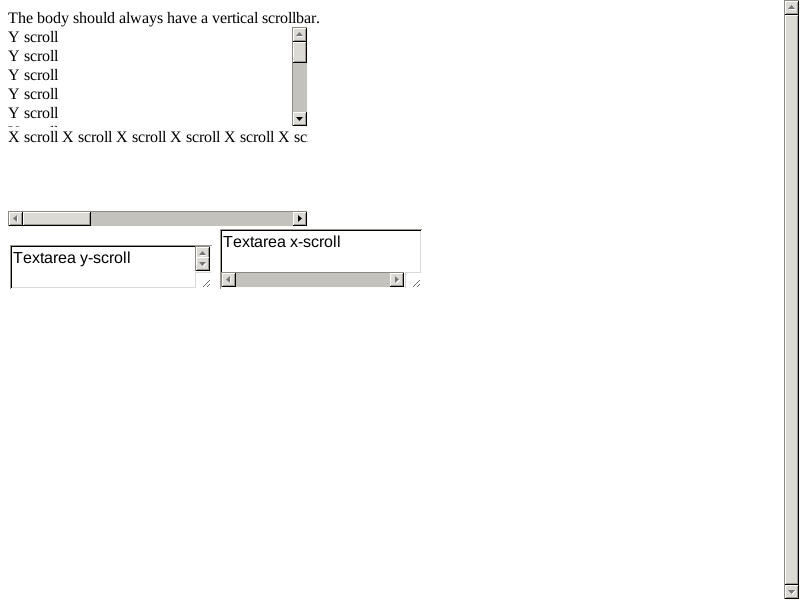 The body should always have a vertical scrollbar.
Y scroll
Y scroll
Y scroll
Y scroll
Y scroll
X scroll X scroll X scroll X scroll X scroll X sc
Textarea y-scroll
Textarea x-scroll